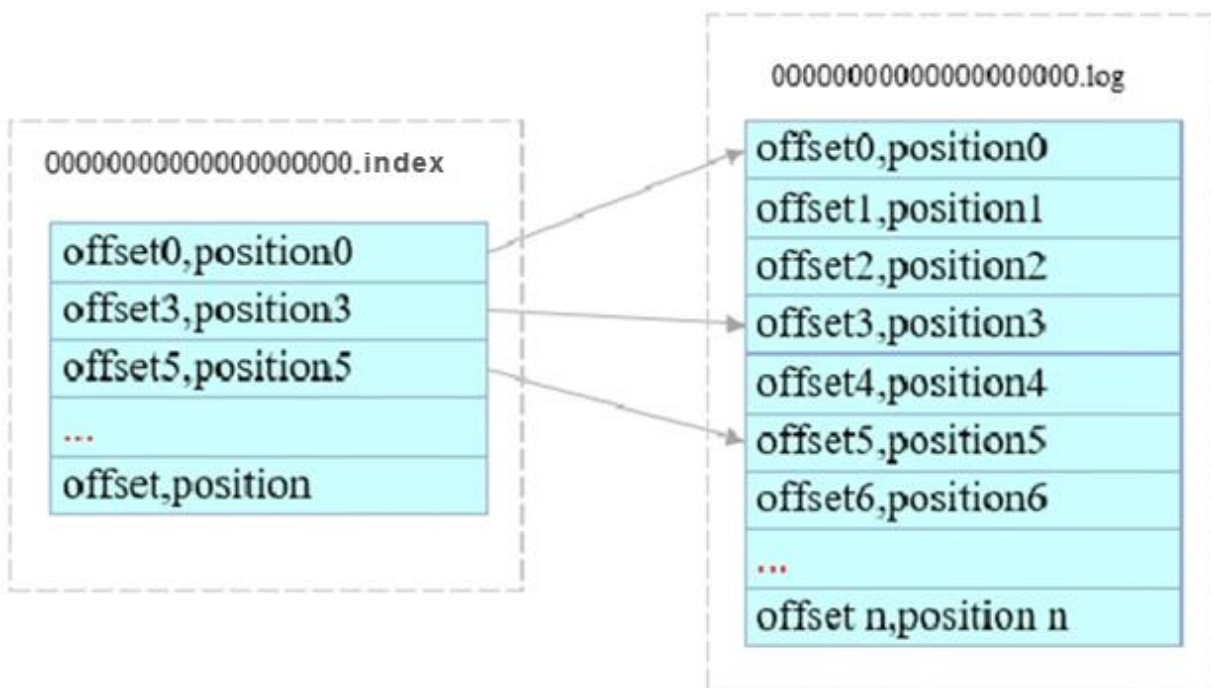 00000000000000000000.index
offset0,position0
offset3,position3
offset5,position5
...
offset,position
00000000000000000000.log
offset0,position0
offset1,position1
offset2,position2
offset3,position3
offset4,position4
offset5,position5
offset6,position6
...
offset n,position n